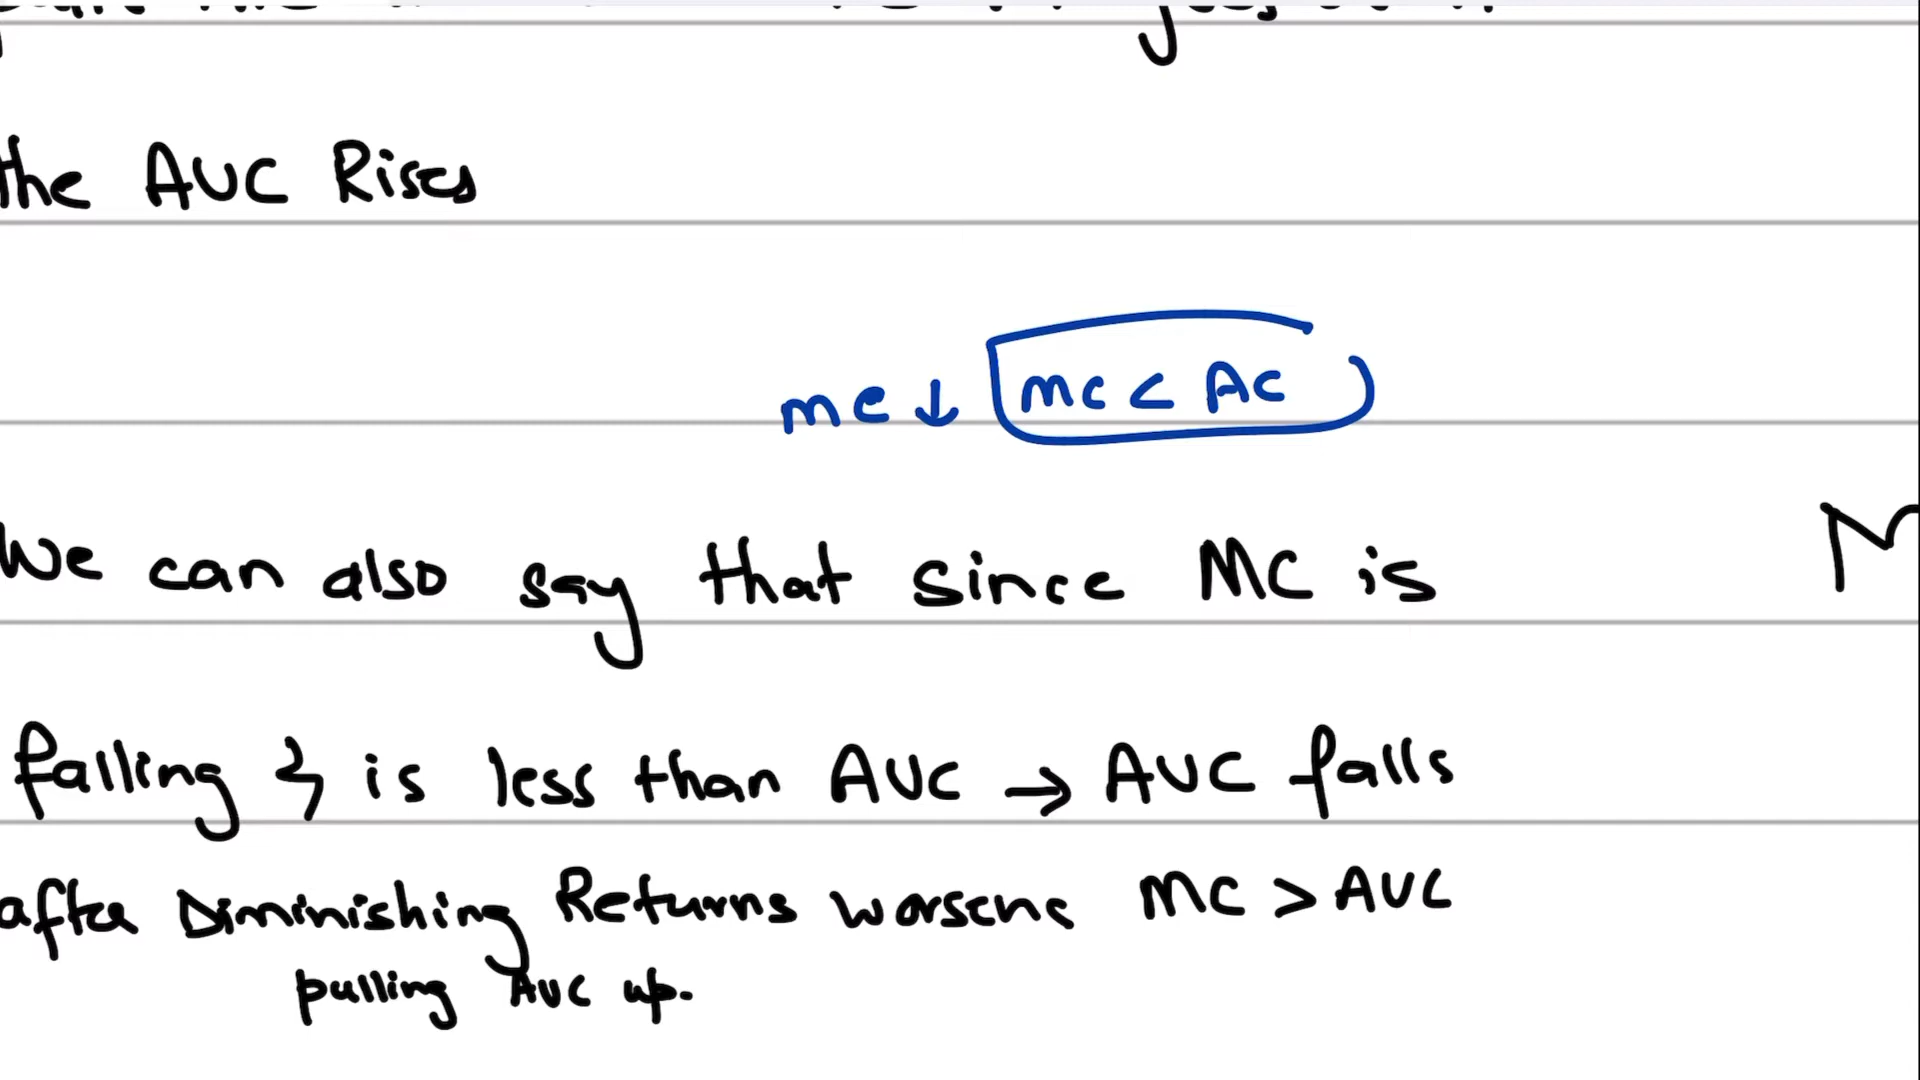 the AVC Rises
mc ↓ mc < Ac
We can also say that since MC is
falling & is less than AVC → AVC falls
after Diminishing Returns worsens MC > AVC
pulling AVC up.